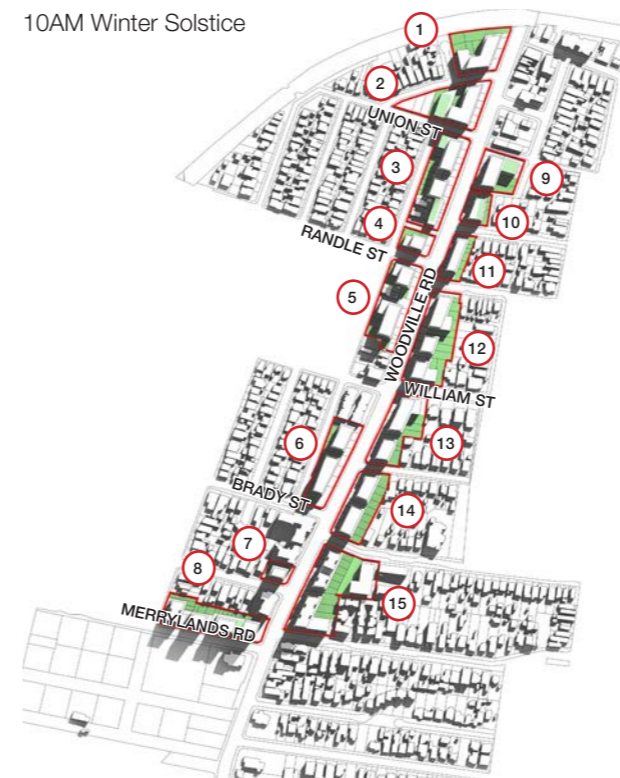 10AM Winter Solstice
1
2
UNION ST
3
9
4
10
RANDLE ST
11
5
WOODVILLE RD
12
WILLIAM ST
6
13
BRADY ST
14
7
8
15
MERRYLANDS RD